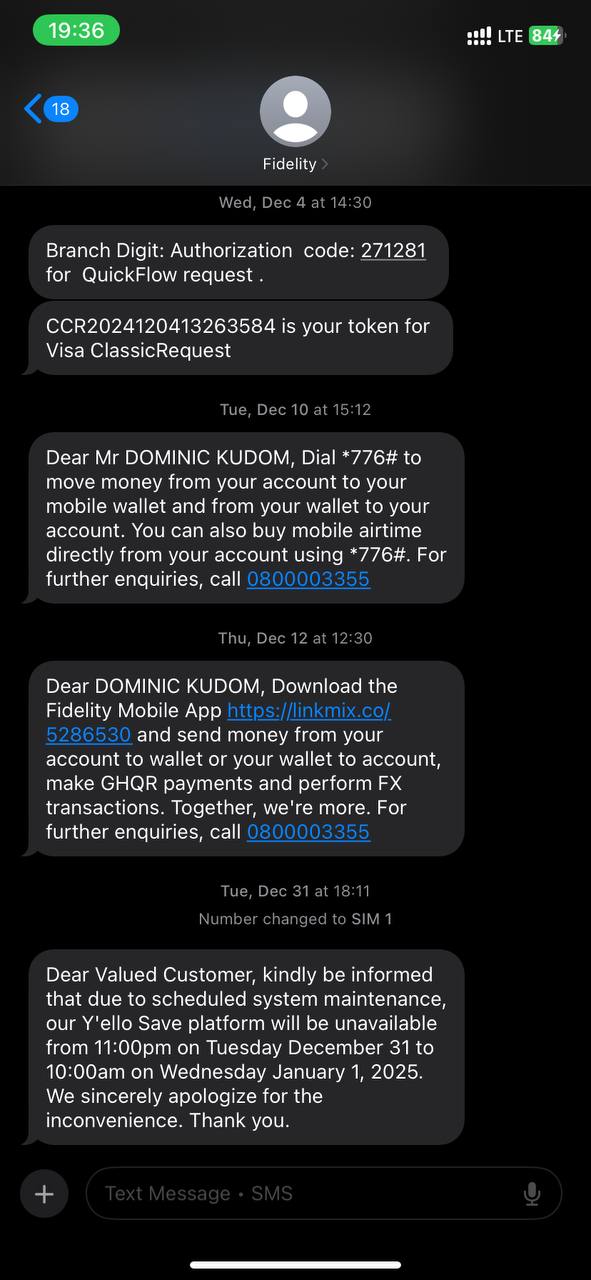 19:36
LTE 84
18
Fidelity
Wed, Dec 4 at 14:30
Branch Digit: Authorization  code: 271281
for  QuickFlow request .
CCR2024120413263584 is your token for
Visa ClassicRequest
Tue, Dec 10 at 15:12
Dear Mr DOMINIC KUDOM, Dial *776# to
move money from your account to your
mobile wallet and from your wallet to your
account. You can also buy mobile airtime
directly from your account using *776#. For
further enquiries, call 0800003355
Thu, Dec 12 at 12:30
Dear DOMINIC KUDOM, Download the
Fidelity Mobile App https://linkmix.co/
5286530 and send money from your
account to wallet or your wallet to account,
make GHQR payments and perform FX
transactions. Together, we're more. For
further enquiries, call 0800003355
Tue, Dec 31 at 18:11
Number changed to SIM 1
Dear Valued Customer, kindly be informed
that due to scheduled system maintenance,
our Y'ello Save platform will be unavailable
from 11:00pm on Tuesday December 31 to
10:00am on Wednesday January 1, 2025.
We sincerely apologize for the
inconvenience. Thank you.
Text Message • SMS